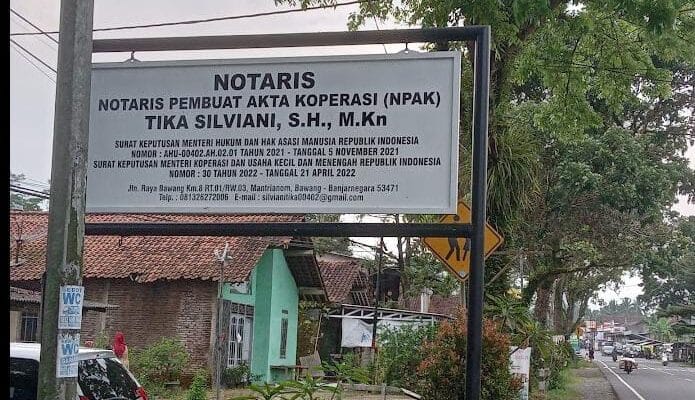 NOTARIS
NOTARIS PEMBUAT AKTA KOPERASI (NPAK)
TIKA SILVIANI, S.H., M.Kn
SURAT KEPUTUSAN MENTERI HUKUM DAN HAK ASASI MANUSIA REPUBLIK INDONESIA
NOMOR : AHU-00402.AH.02.01 TAHUN 2021 - TANGGAL 5 NOVEMBER 2021
SURAT KEPUTUSAN MENTERI KOPERASI DAN USAHA KECIL DAN MENENGAH REPUBLIK INDONESIA
NOMOR : 30 TAHUN 2022 - TANGGAL 21 APRIL 2022
Jln. Raya Bawang Km.8 RT.01/RW.03, Mantrianom, Bawang - Banjarnegara 53471
Telp. : 081326272006 E-mail : silvianitika00402@gmail.com
WC
WC